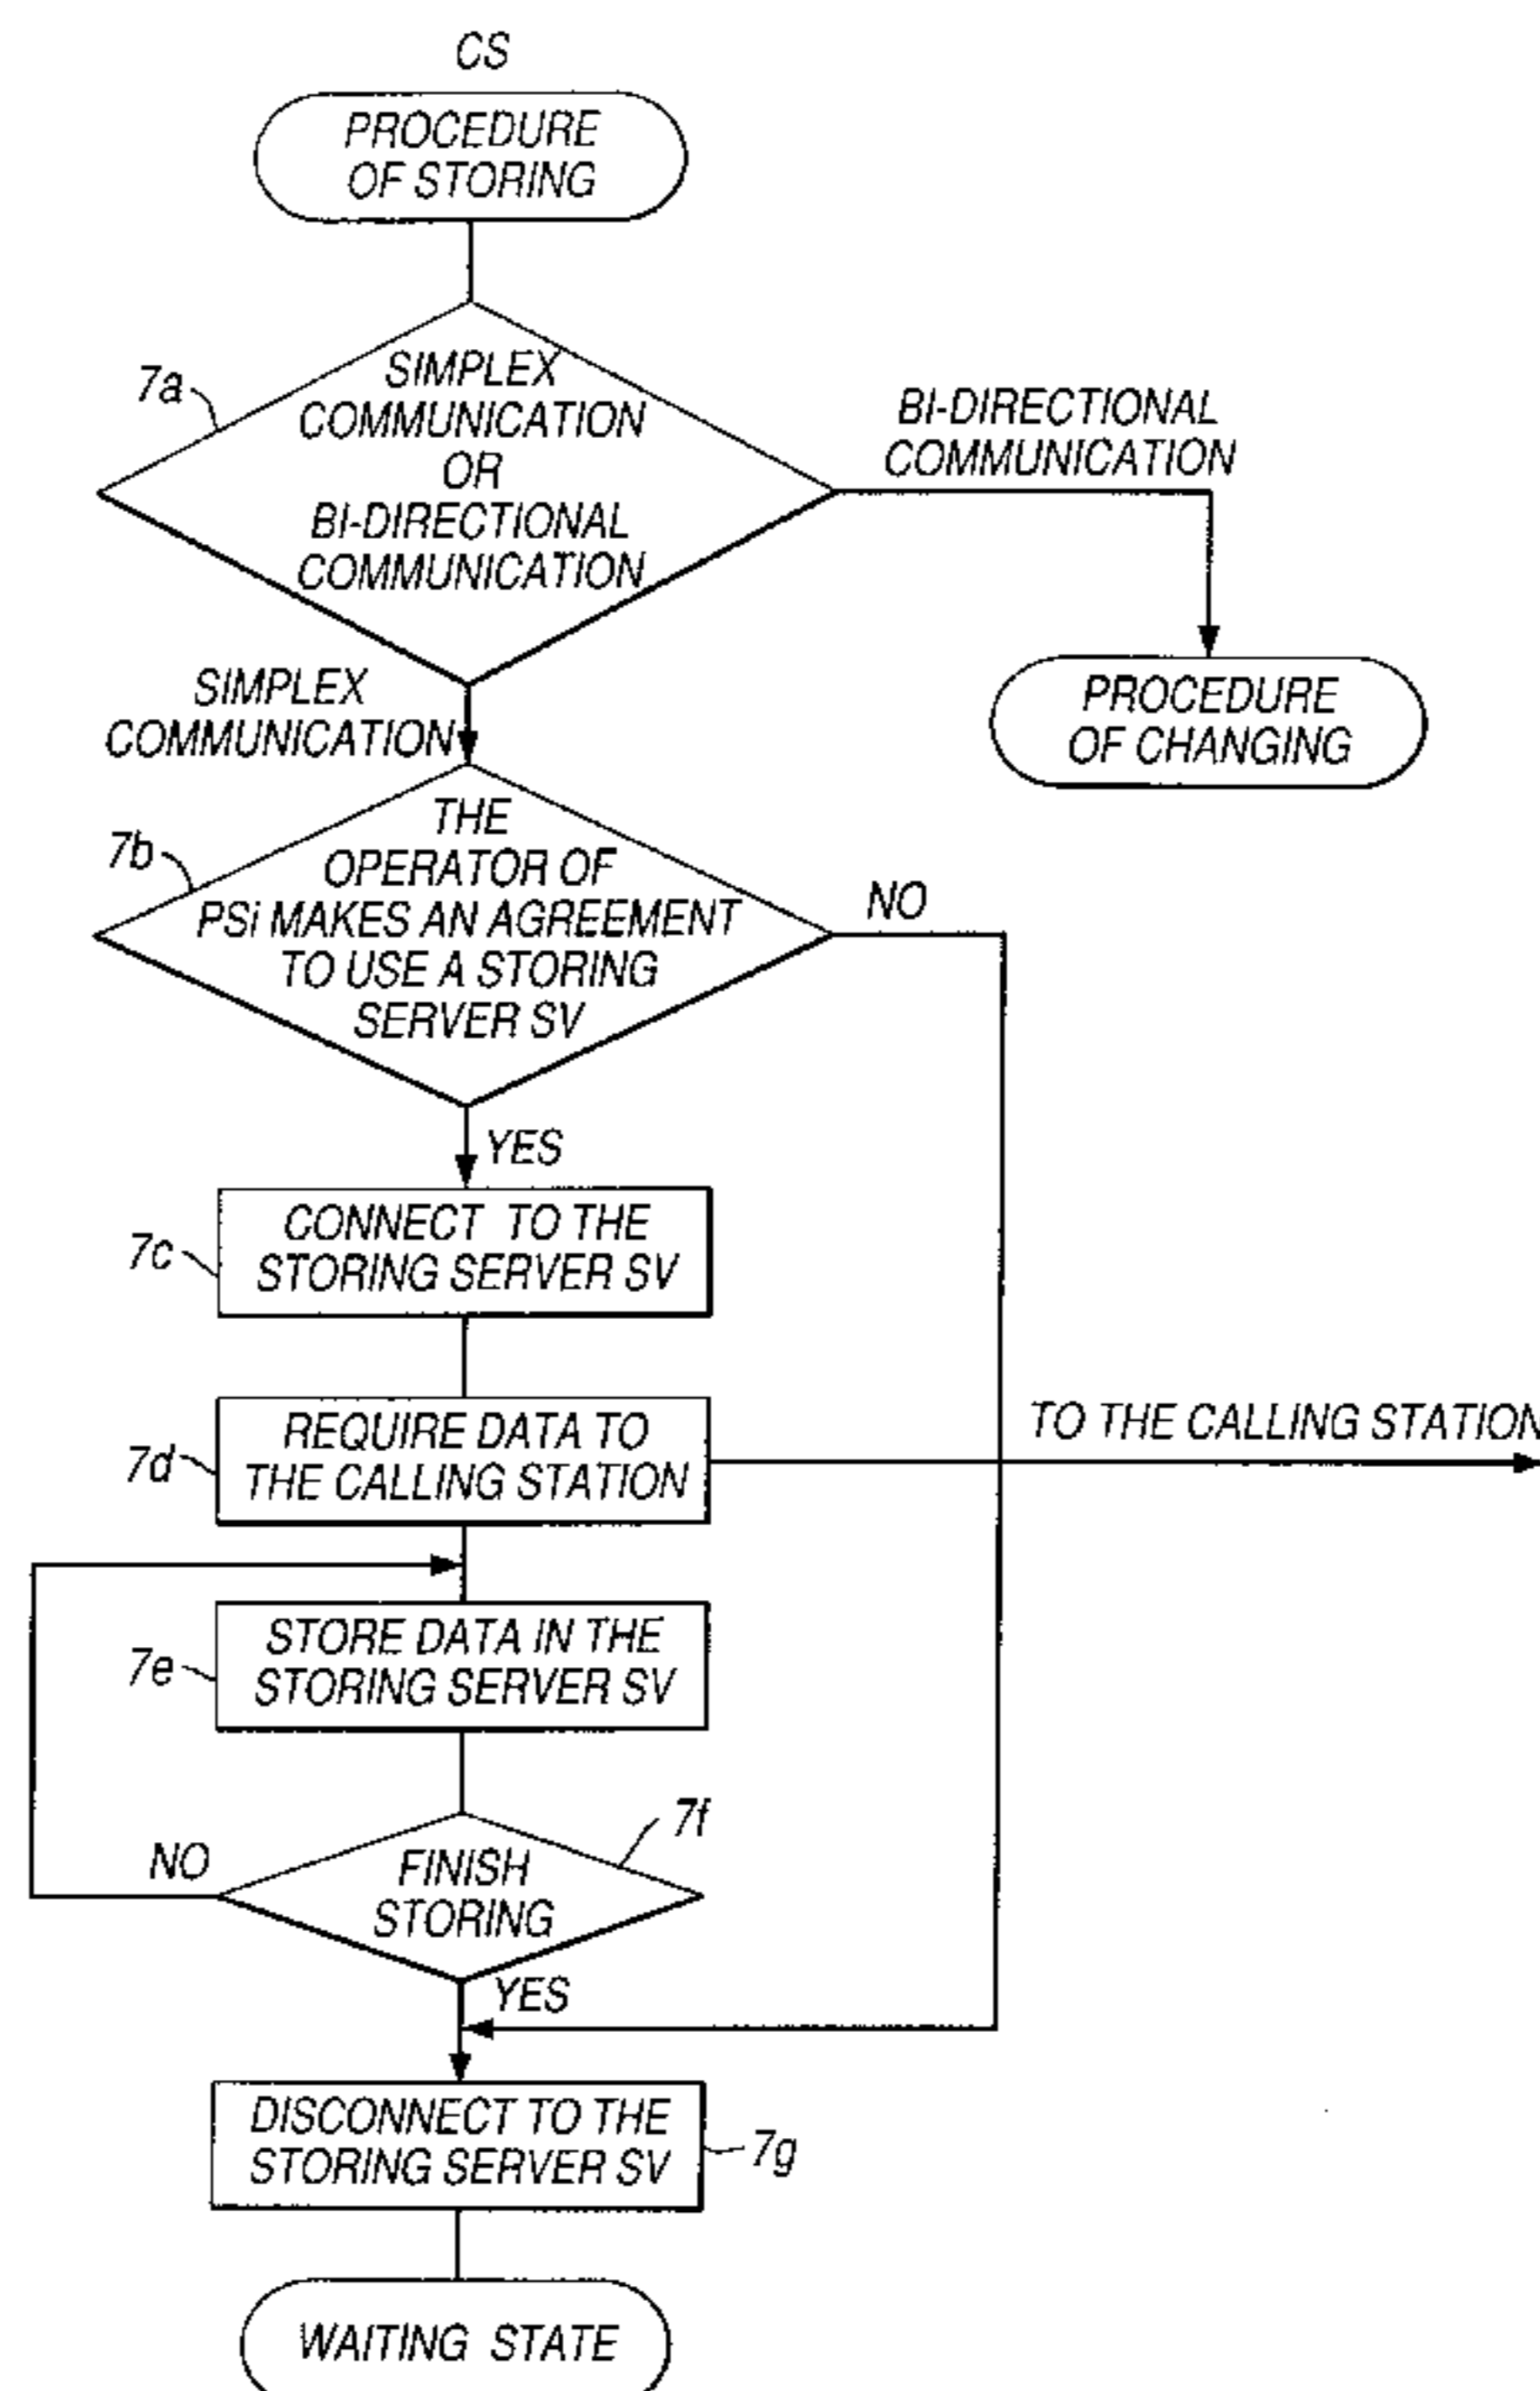 CS
PROCEDURE
OF STORING
7a
SIMPLEX
COMMUNICATION
OR
BI-DIRECTIONAL
COMMUNICATION
BI-DIRECTIONAL
COMMUNICATION
SIMPLEX
COMMUNICATION
PROCEDURE
OF CHANGING
7b
THE
OPERATOR OF
PSi MAKES AN AGREEMENT
TO USE A STORING
SERVER SV
NO
YES
7c
CONNECT TO THE
STORING SERVER SV
7d
REQUIRE DATA TO
THE CALLING STATION
TO THE CALLING STATION
7e
STORE DATA IN THE
STORING SERVER SV
7f
NO
FINISH
STORING
YES
DISCONNECT TO THE
STORING SERVER SV
7g
WAITING STATE